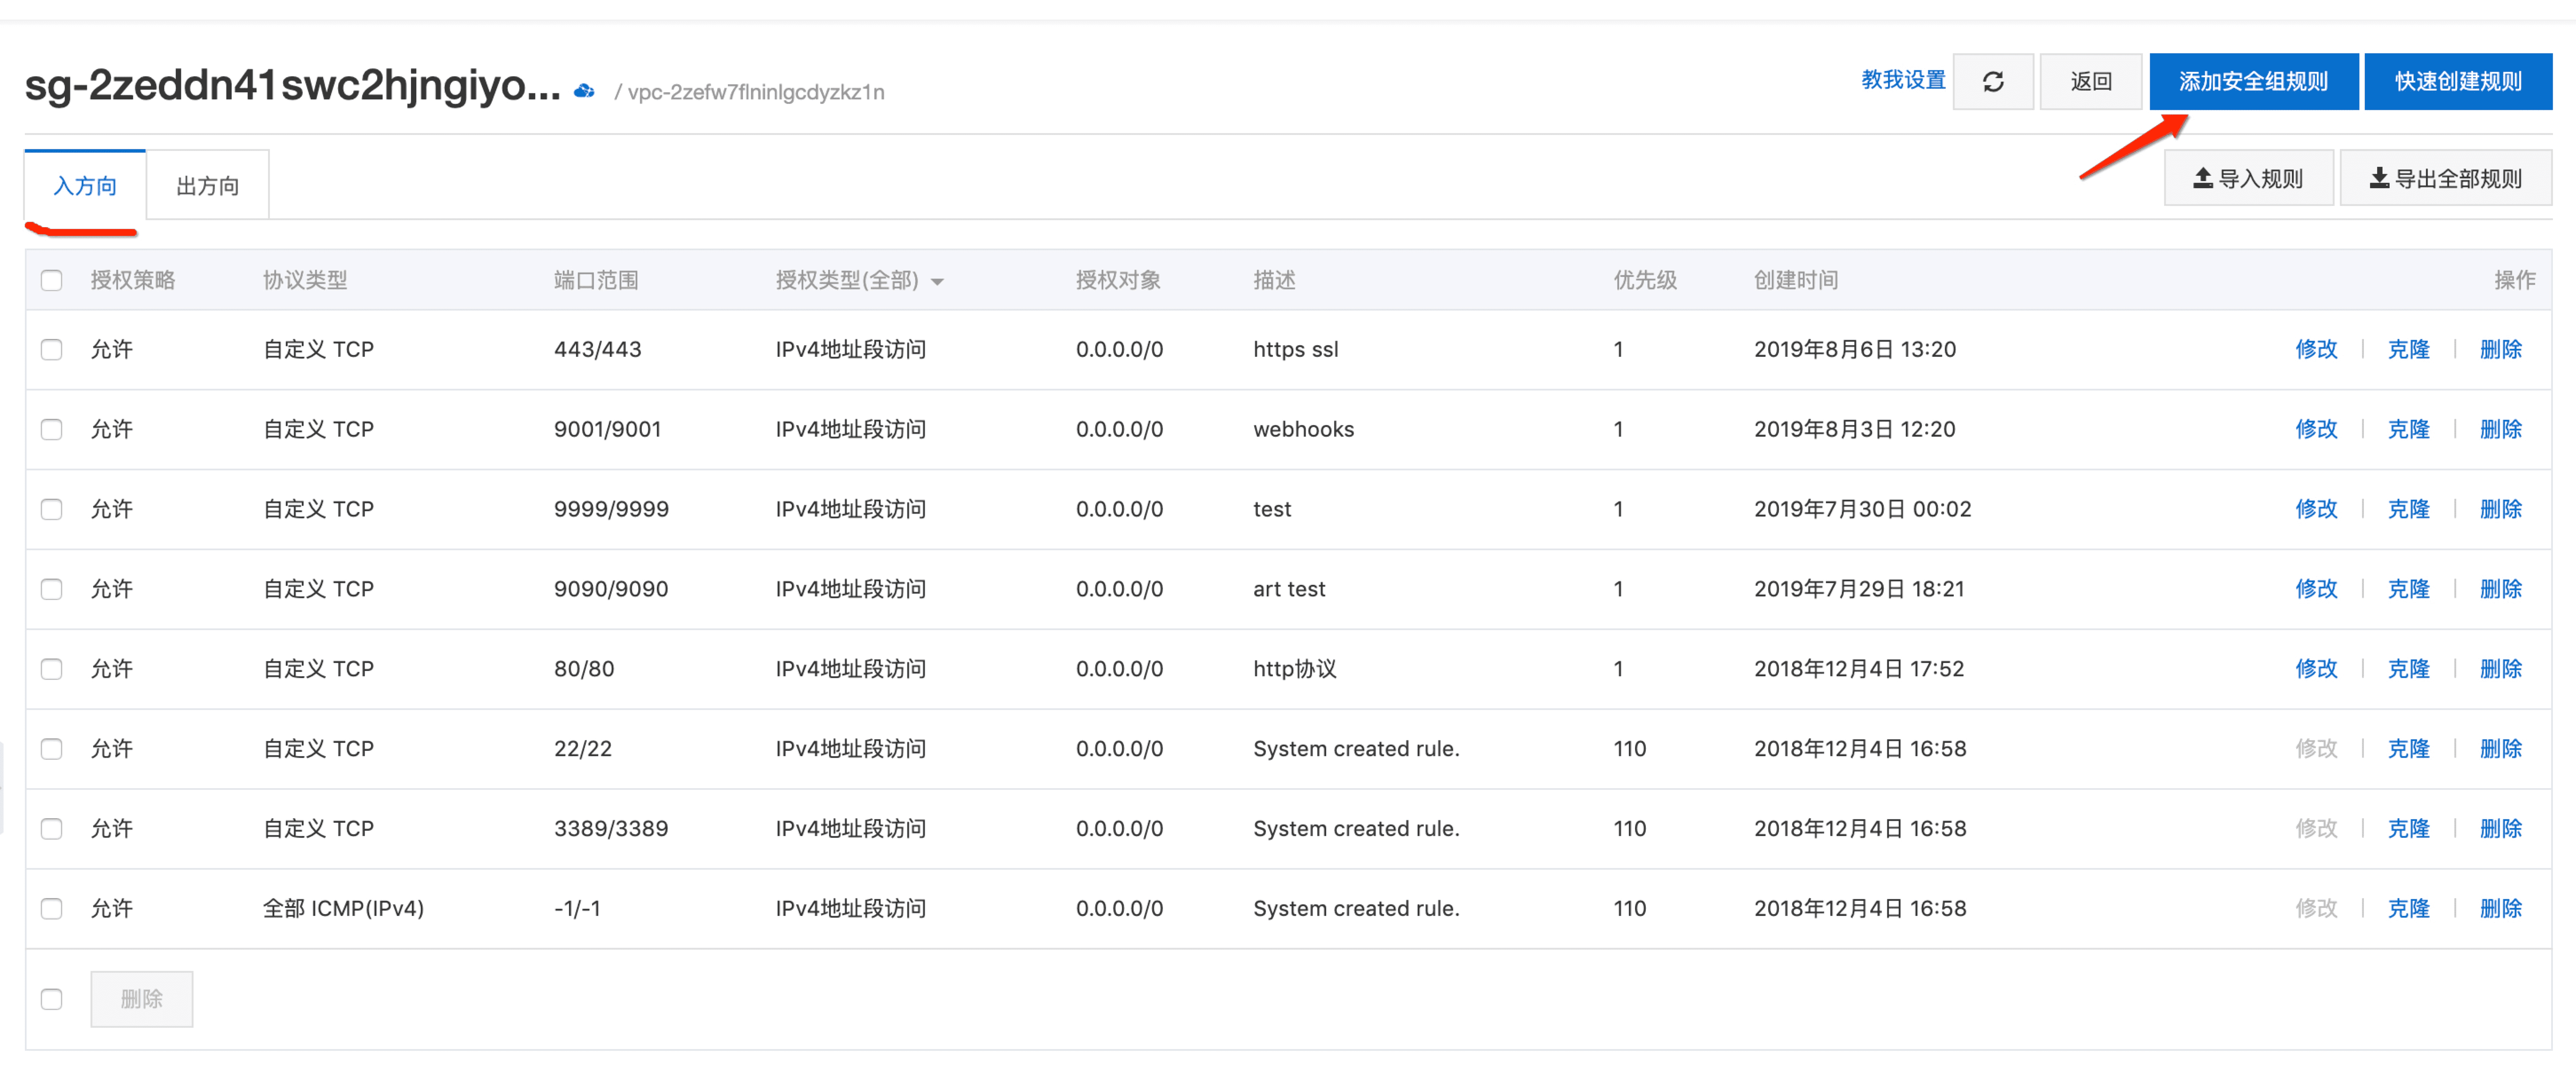 sg-2zeddn41swc2hjngiyo... / vpc-2zefw7flninlgcdyzkz1n 教我设置 返回 添加安全组规则 快速创建规则
入方向 出方向 导入规则 导出全部规则
授权策略 协议类型 端口范围 授权类型(全部) 授权对象 描述 优先级 创建时间 操作
允许 自定义 TCP 443/443 IPv4地址段访问 0.0.0.0/0 https ssl 1 2019年8月6日 13:20 修改 | 克隆 | 删除
允许 自定义 TCP 9001/9001 IPv4地址段访问 0.0.0.0/0 webhooks 1 2019年8月3日 12:20 修改 | 克隆 | 删除
允许 自定义 TCP 9999/9999 IPv4地址段访问 0.0.0.0/0 test 1 2019年7月30日 00:02 修改 | 克隆 | 删除
允许 自定义 TCP 9090/9090 IPv4地址段访问 0.0.0.0/0 art test 1 2019年7月29日 18:21 修改 | 克隆 | 删除
允许 自定义 TCP 80/80 IPv4地址段访问 0.0.0.0/0 http协议 1 2018年12月4日 17:52 修改 | 克隆 | 删除
允许 自定义 TCP 22/22 IPv4地址段访问 0.0.0.0/0 System created rule. 110 2018年12月4日 16:58 修改 | 克隆 | 删除
允许 自定义 TCP 3389/3389 IPv4地址段访问 0.0.0.0/0 System created rule. 110 2018年12月4日 16:58 修改 | 克隆 | 删除
允许 全部 ICMP(IPv4) -1/-1 IPv4地址段访问 0.0.0.0/0 System created rule. 110 2018年12月4日 16:58 修改 | 克隆 | 删除
删除